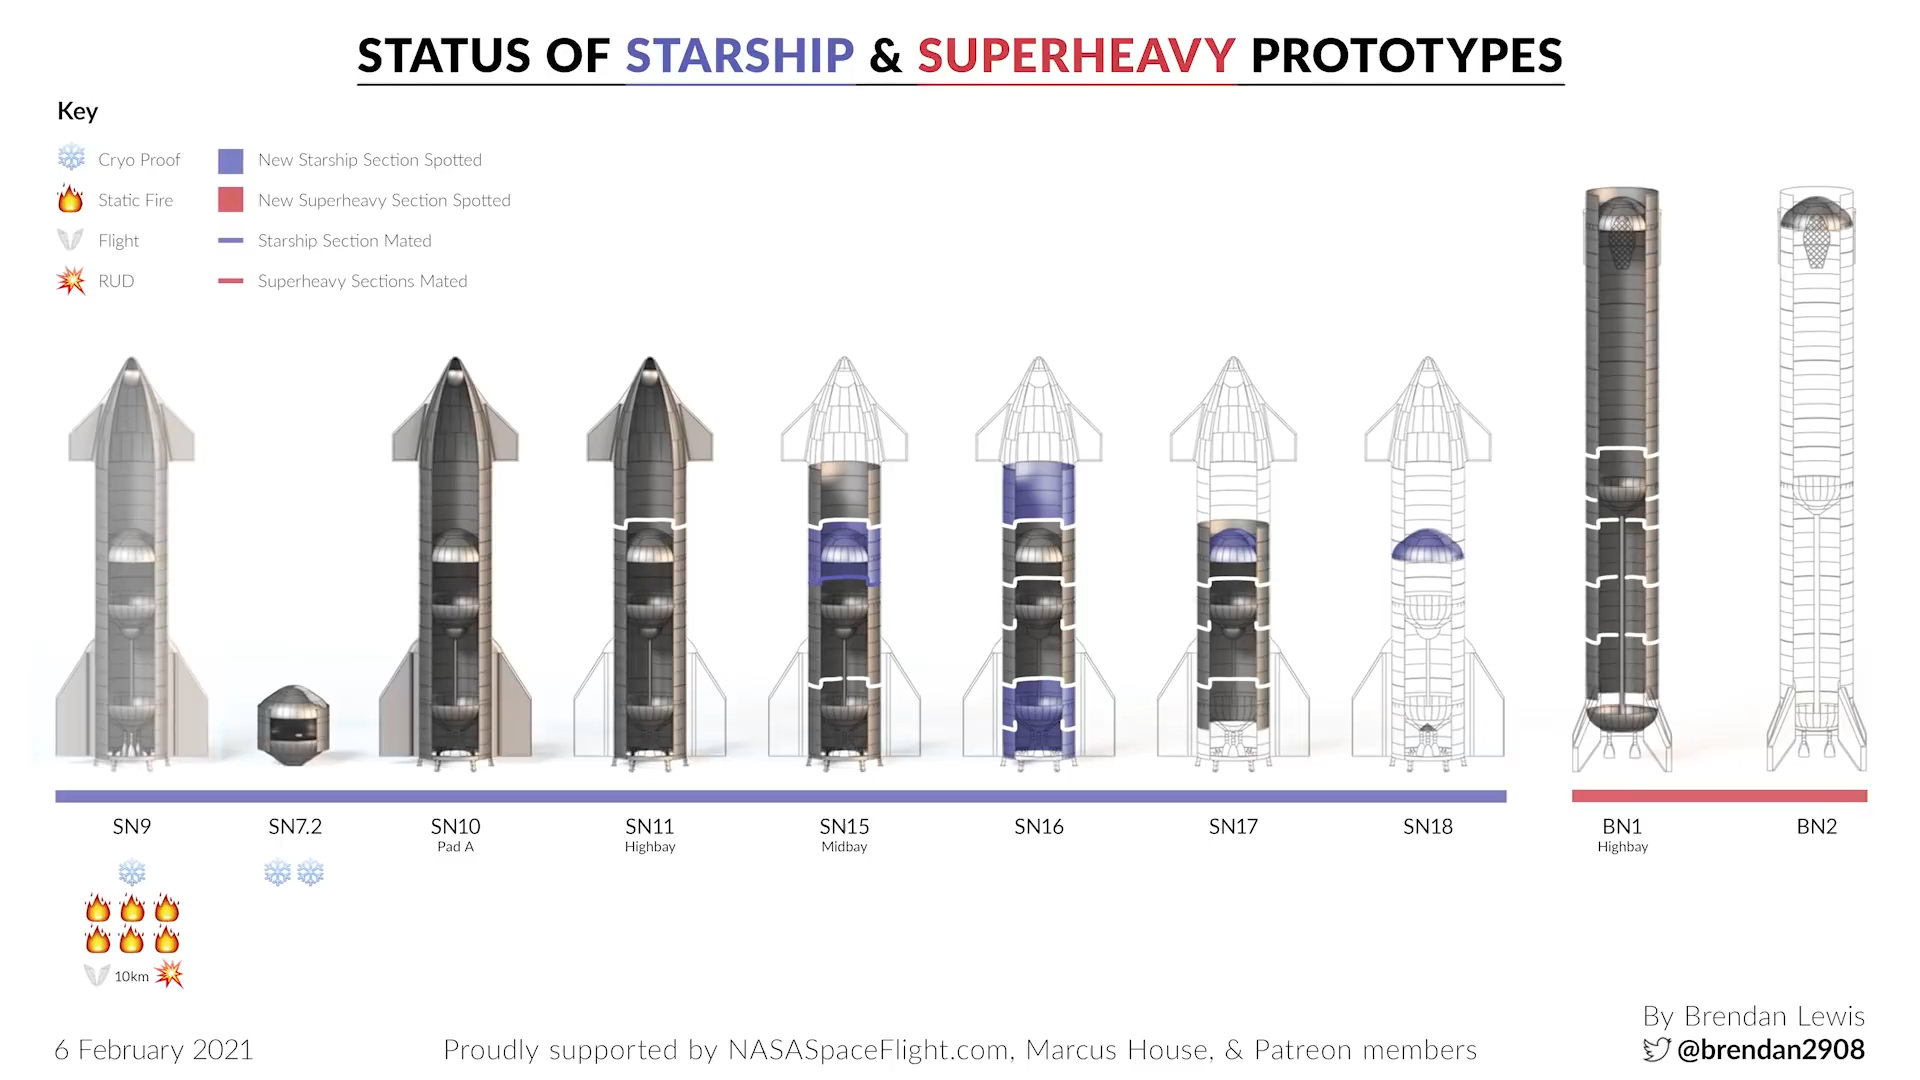 STATUS OF STARSHIP & SUPERHEAVY PROTOTYPES
Key
Cryo Proof
New Starship Section Spotted
Static Fire
New Superheavy Section Spotted
Flight
Starship Section Mated
RUD
Superheavy Sections Mated
SN9
SN7.2
SN10
Pad A
SN11
Highbay
SN15
Midbay
SN16
SN17
SN18
BN1
Highbay
BN2
10km
6 February 2021
Proudly supported by NASASpaceFlight.com, Marcus House, & Patreon members
By Brendan Lewis
@brendan2908